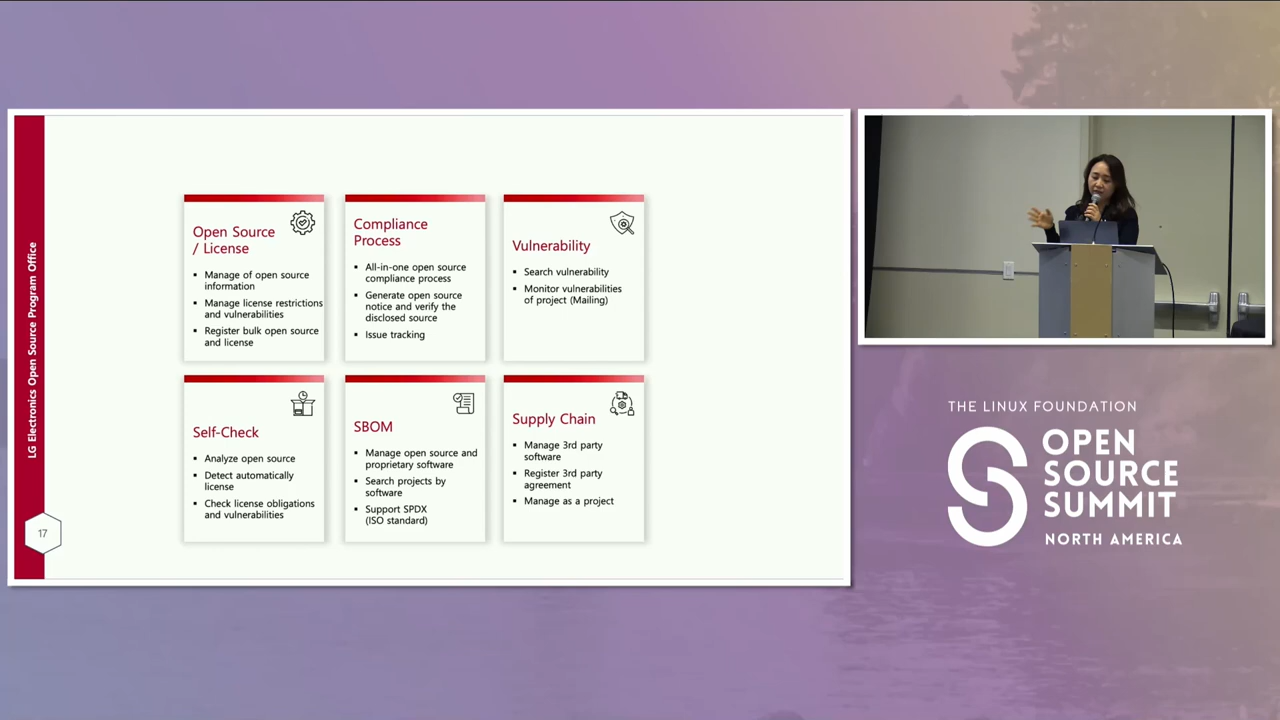 LG Electronics Open Source Program Office
Open Source
/ License
▪ Manage of open source
information
▪ Manage license restrictions
and vulnerabilities
▪ Register bulk open source
and license
Compliance
Process
▪ All-in-one open source
compliance process
▪ Generate open source
notice and verify the
disclosed source
▪ Issue tracking
Vulnerability
▪ Search vulnerability
▪ Monitor vulnerabilities
of project (Mailing)
Self-Check
▪ Analyze open source
▪ Detect automatically
license
▪ Check license obligations
and vulnerabilities
SBOM
▪ Manage open source and
proprietary software
▪ Search projects by
software
▪ Support SPDX
(ISO standard)
Supply Chain
▪ Manage 3rd party
software
▪ Register 3rd party
agreement
▪ Manage as a project
17
THE LINUX FOUNDATION
OPEN
SOURCE
SUMMIT
NORTH AMERICA